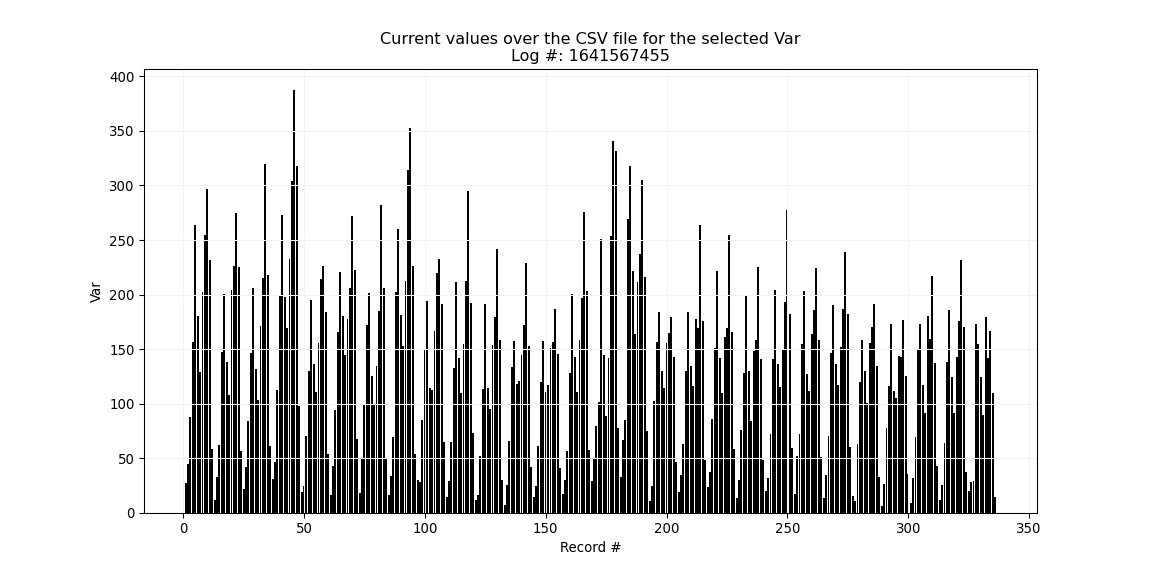 Current values over the CSV file for the selected Var
Log #: 1641567455
400
350
300
250
200
150
100
50
0
Var
0 50 100 150 200 250 300 350
Record #